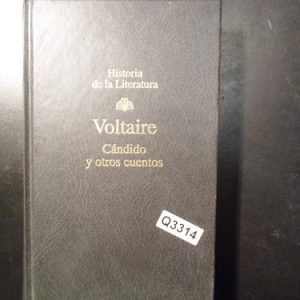 Historia
de la Literatura
Voltaire
Cándido
y otros cuentos
Q3314